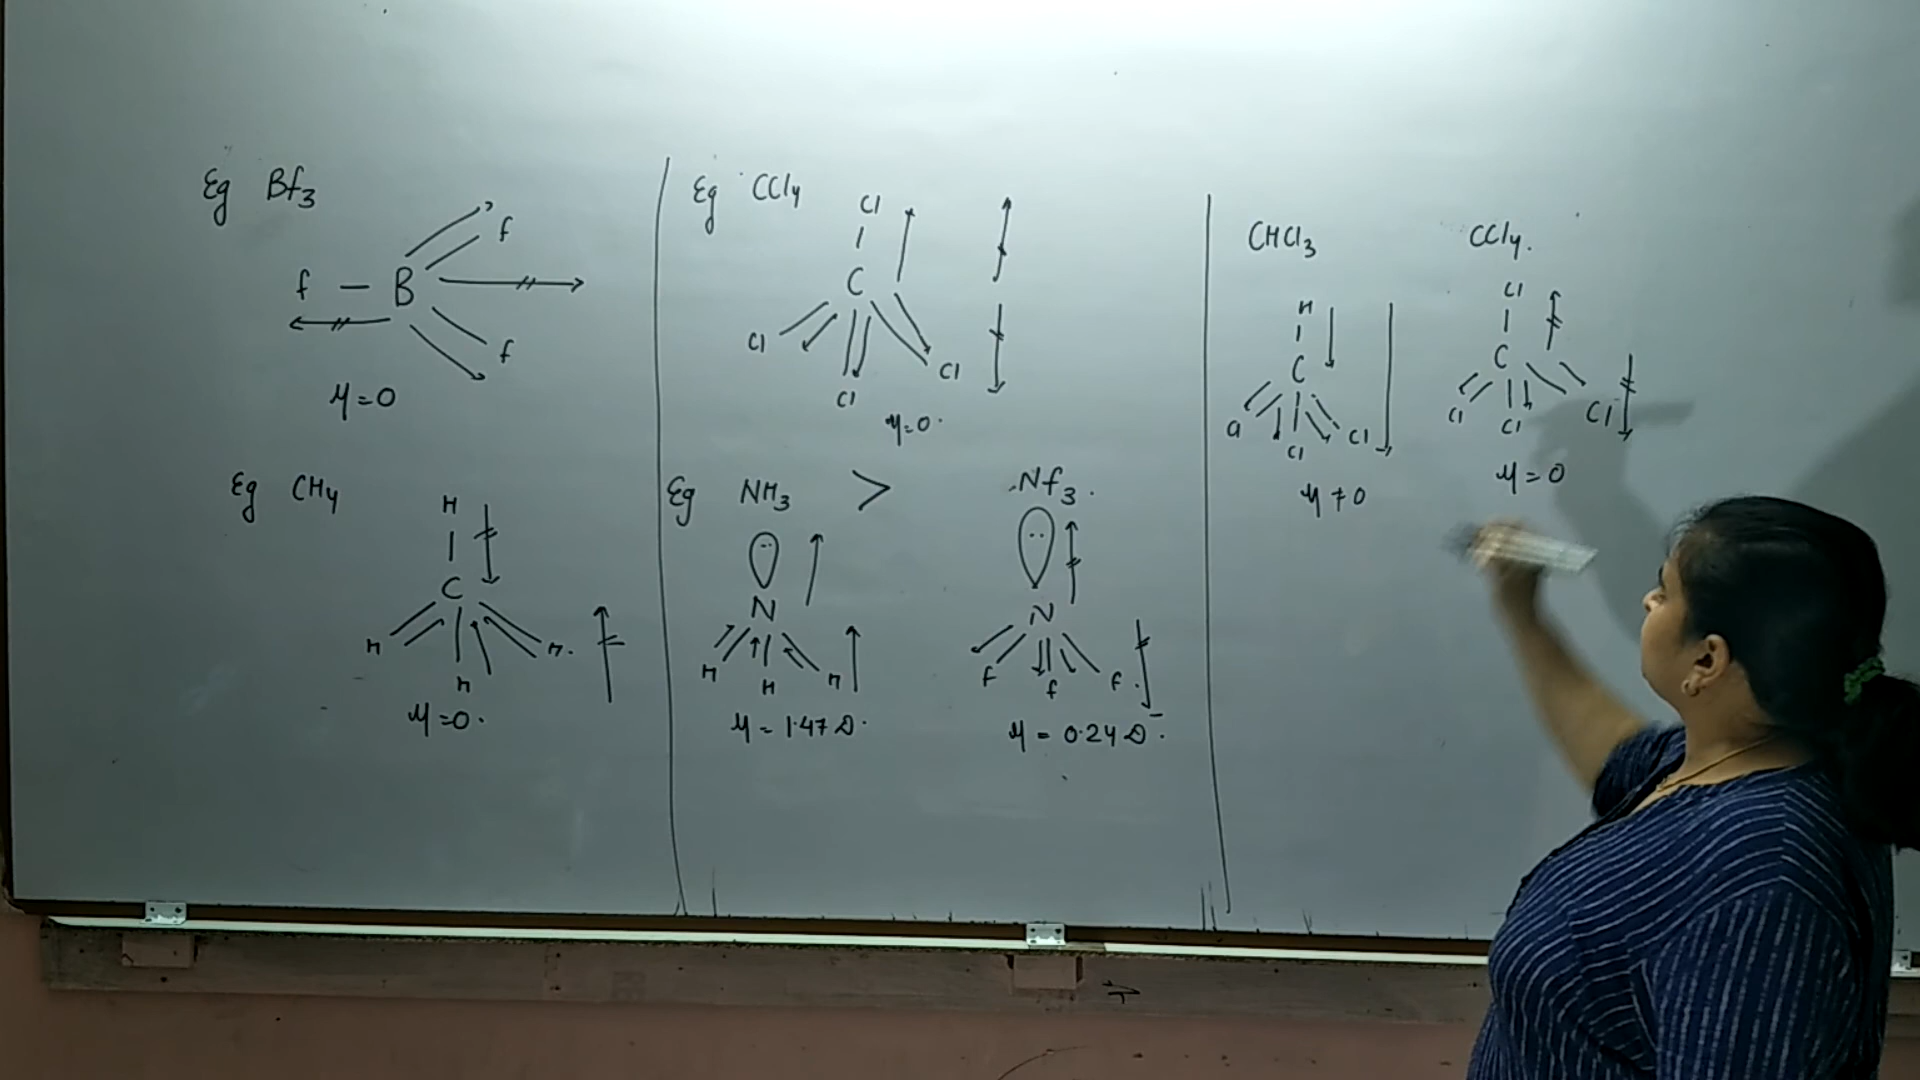 Eg Bf3
f
f — B
f
μ=0
Eg CH4
H
C
H H.
H
μ=0.
Eg CCl4
Cl
C
Cl Cl
Cl
μ=0.
Eg NH3 > Nf3.
N
H H H
μ = 1.47 D.
N
F f F.
μ = 0.24 D.
CHCl3
H
C
Cl Cl
Cl
μ ≠ 0
CCl4.
Cl
C
Cl Cl
Cl
μ = 0